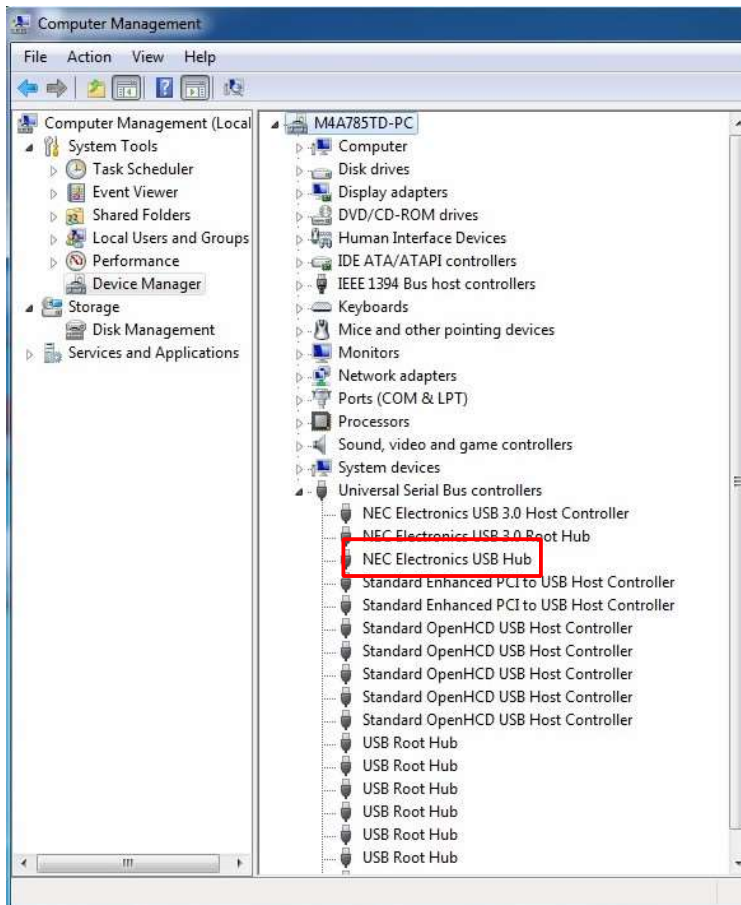 Computer Management
File Action View Help
Computer Management (Local
System Tools
Task Scheduler
Event Viewer
Shared Folders
Local Users and Groups
Performance
Device Manager
Storage
Disk Management
Services and Applications
M4A785TD-PC
Computer
Disk drives
Display adapters
DVD/CD-ROM drives
Human Interface Devices
IDE ATA/ATAPI controllers
IEEE 1394 Bus host controllers
Keyboards
Mice and other pointing devices
Monitors
Network adapters
Ports (COM & LPT)
Processors
Sound, video and game controllers
System devices
Universal Serial Bus controllers
NEC Electronics USB 3.0 Host Controller
NEC Electronics USB 3.0 Root Hub
NEC Electronics USB Hub
Standard Enhanced PCI to USB Host Controller
Standard Enhanced PCI to USB Host Controller
Standard OpenHCD USB Host Controller
Standard OpenHCD USB Host Controller
Standard OpenHCD USB Host Controller
Standard OpenHCD USB Host Controller
Standard OpenHCD USB Host Controller
USB Root Hub
USB Root Hub
USB Root Hub
USB Root Hub
USB Root Hub
USB Root Hub